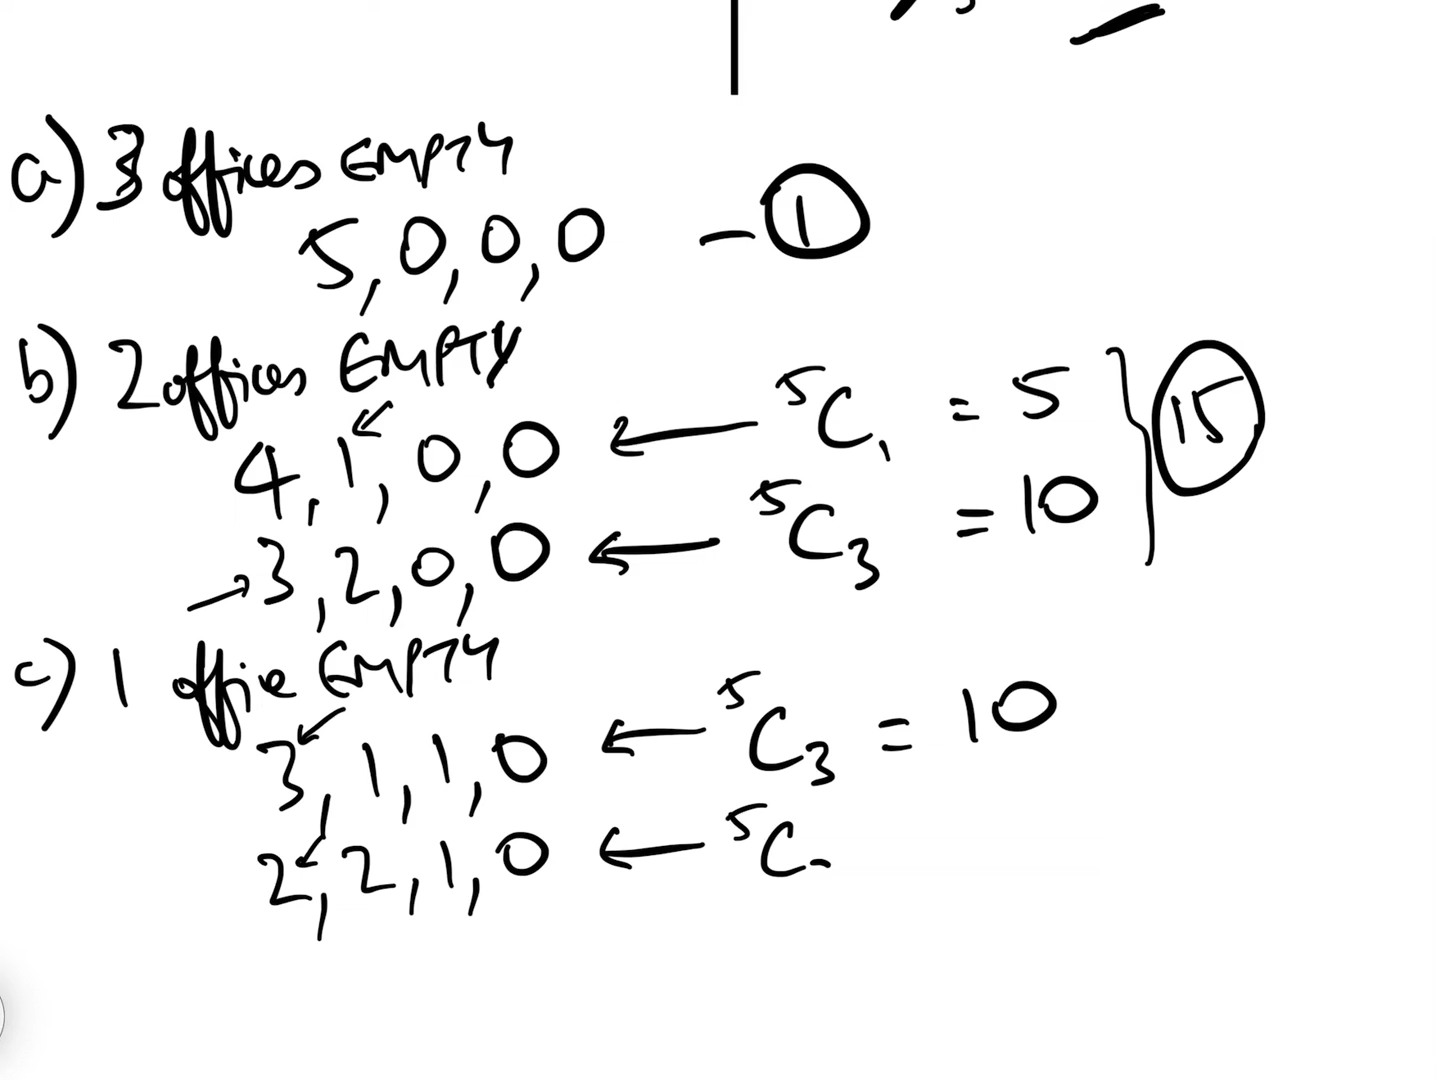 a) 3 offices EMPTY
5, 0, 0, 0 - 1
b) 2 offices EMPTY
4, 1, 0, 0 ← ⁵C₁ = 5
3, 2, 0, 0 ← ⁵C₃ = 10 } 15
c) 1 office EMPTY
3, 1, 1, 0 ← ⁵C₃ = 10
2, 2, 1, 0 ← ⁵C